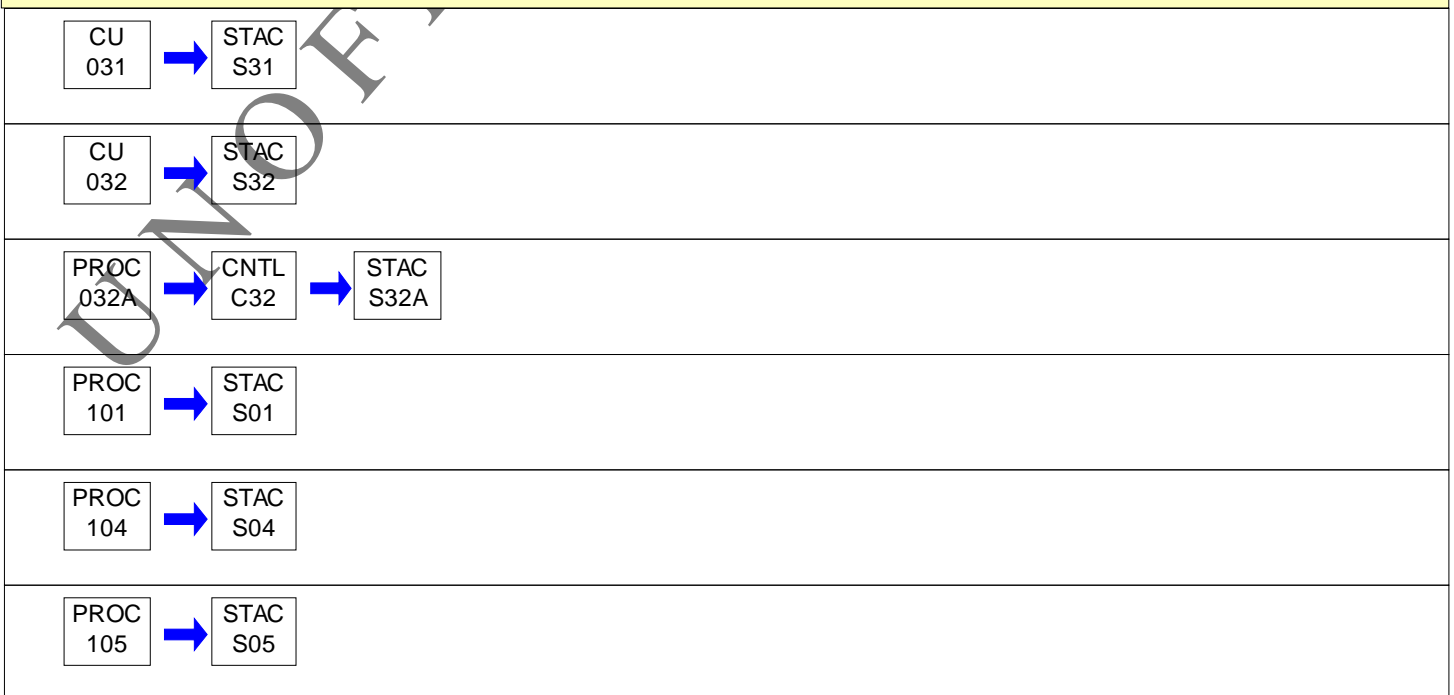 CU STAC
031 S31
CU STAC
032 S32
PROC CNTL STAC
032A C32 S32A
PROC STAC
101 S01
PROC STAC
104 S04
PROC STAC
105 S05
UNOF